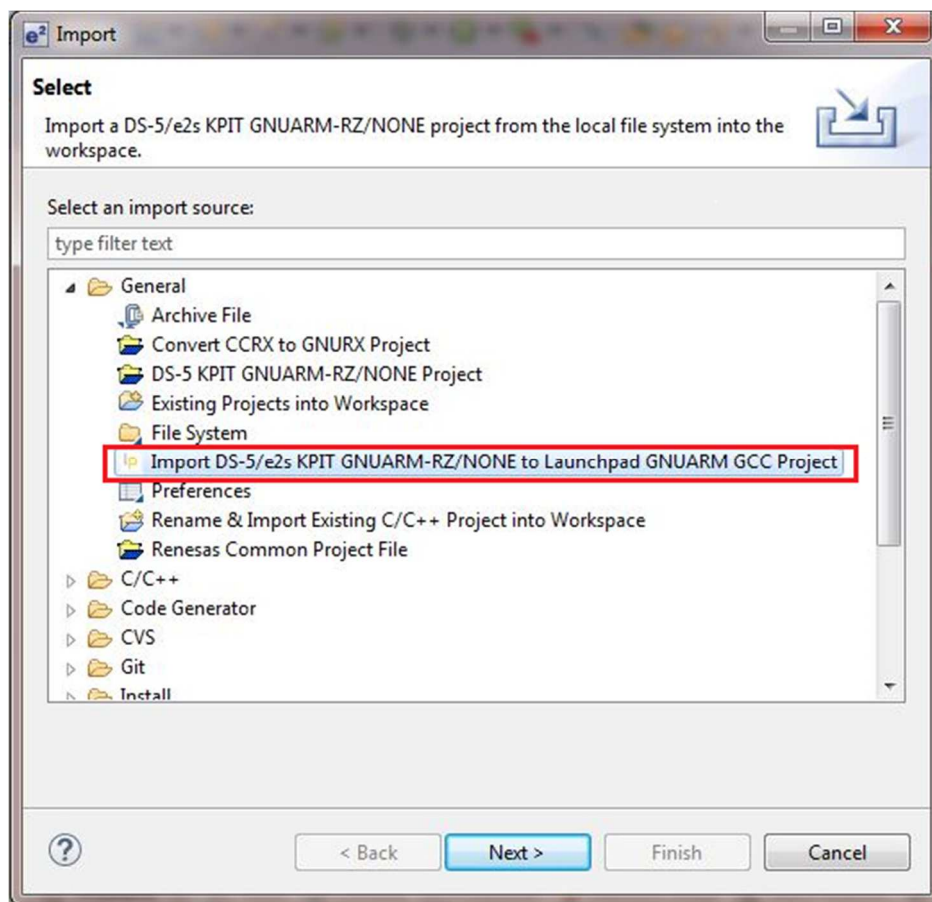 e² Import
Select
Import a DS-5/e2s KPIT GNUARM-RZ/NONE project from the local file system into the
workspace.
Select an import source:
type filter text
General
Archive File
Convert CCRX to GNURX Project
DS-5 KPIT GNUARM-RZ/NONE Project
Existing Projects into Workspace
File System
lp Import DS-5/e2s KPIT GNUARM-RZ/NONE to Launchpad GNUARM GCC Project
Preferences
Rename & Import Existing C/C++ Project into Workspace
Renesas Common Project File
C/C++
Code Generator
CVS
Git
Install
? < Back Next > Finish Cancel